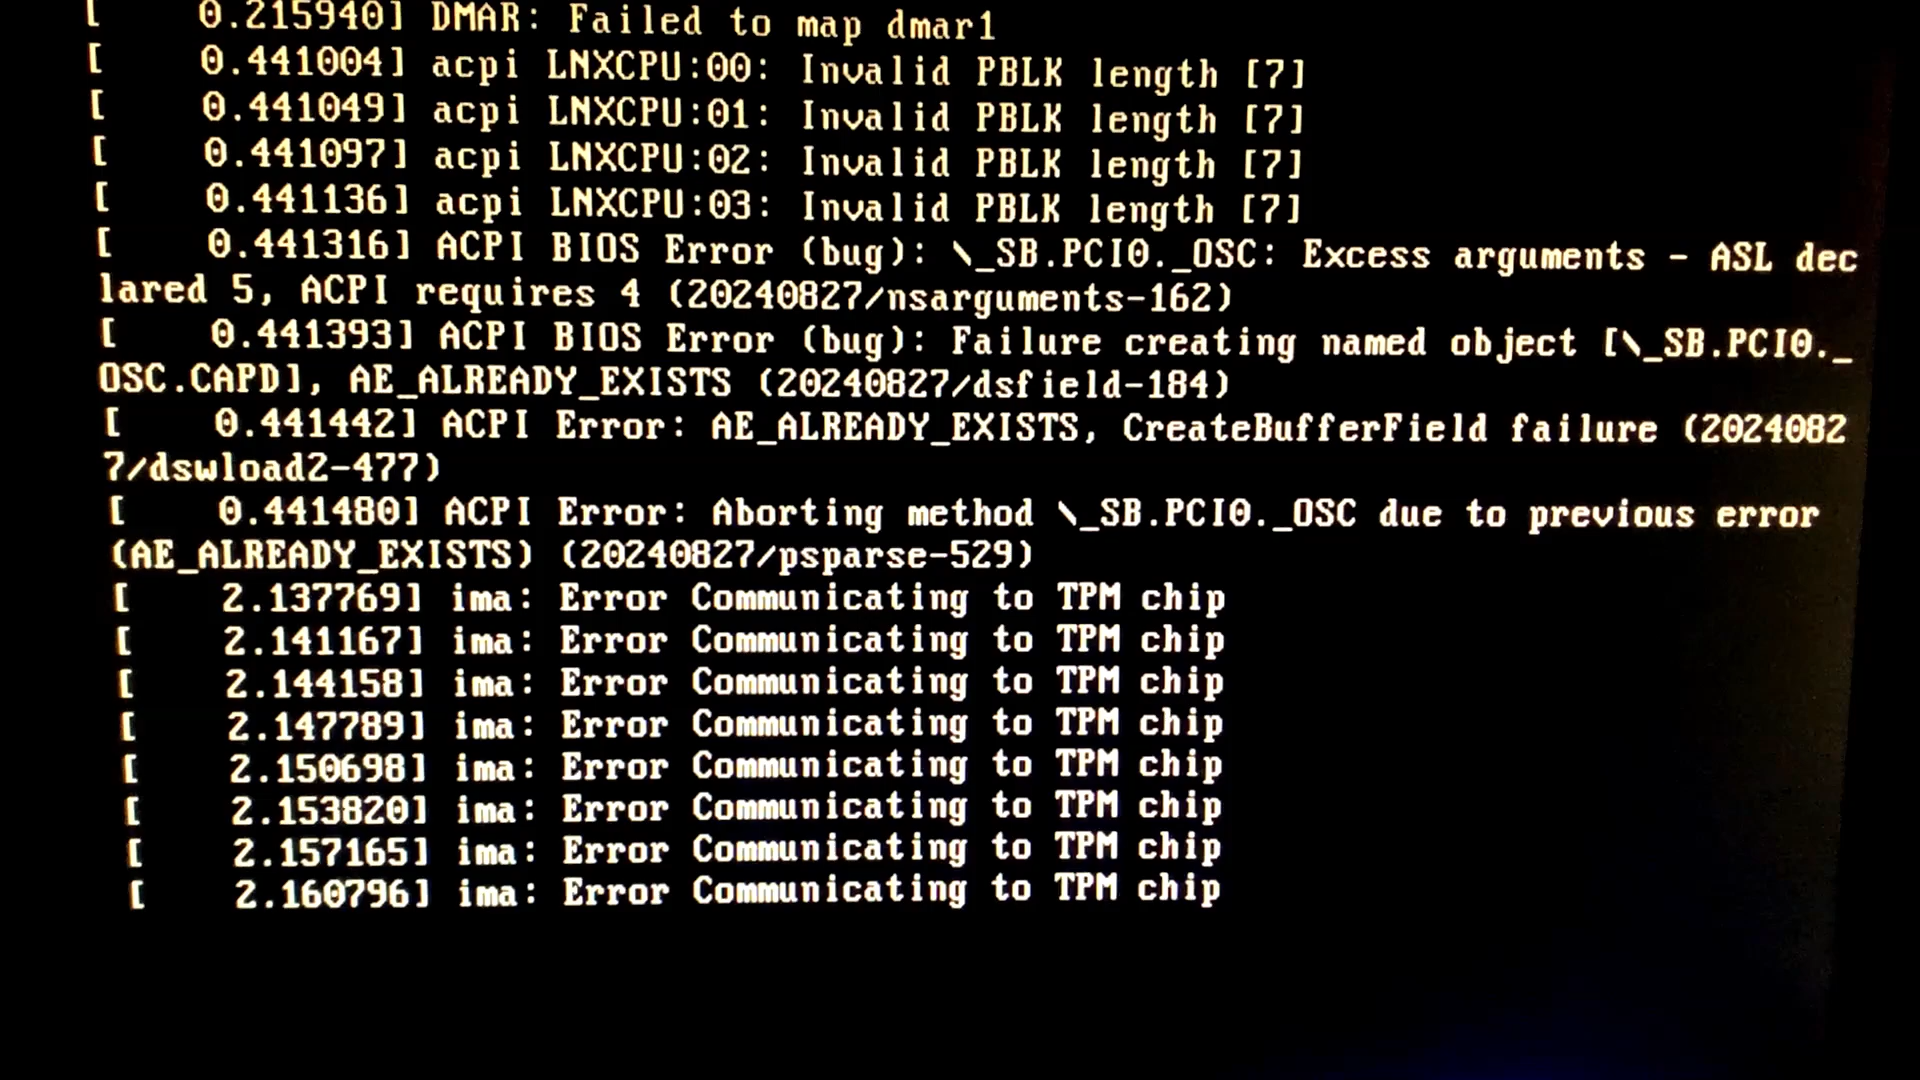 [    0.215940] DMAR: Failed to map dmar1
[    0.441004] acpi LNXCPU:00: Invalid PBLK length [7]
[    0.441049] acpi LNXCPU:01: Invalid PBLK length [7]
[    0.441097] acpi LNXCPU:02: Invalid PBLK length [7]
[    0.441136] acpi LNXCPU:03: Invalid PBLK length [7]
[    0.441316] ACPI BIOS Error (bug): \_SB.PCI0._OSC: Excess arguments - ASL dec
lared 5, ACPI requires 4 (20240827/nsarguments-162)
[    0.441393] ACPI BIOS Error (bug): Failure creating named object [\_SB.PCI0._
OSC.CAPD], AE_ALREADY_EXISTS (20240827/dsfield-184)
[    0.441442] ACPI Error: AE_ALREADY_EXISTS, CreateBufferField failure (2024082
7/dswload2-477)
[    0.441480] ACPI Error: Aborting method \_SB.PCI0._OSC due to previous error
(AE_ALREADY_EXISTS) (20240827/psparse-529)
[    2.137769] ima: Error Communicating to TPM chip
[    2.141167] ima: Error Communicating to TPM chip
[    2.144158] ima: Error Communicating to TPM chip
[    2.147789] ima: Error Communicating to TPM chip
[    2.150698] ima: Error Communicating to TPM chip
[    2.153820] ima: Error Communicating to TPM chip
[    2.157165] ima: Error Communicating to TPM chip
[    2.160796] ima: Error Communicating to TPM chip